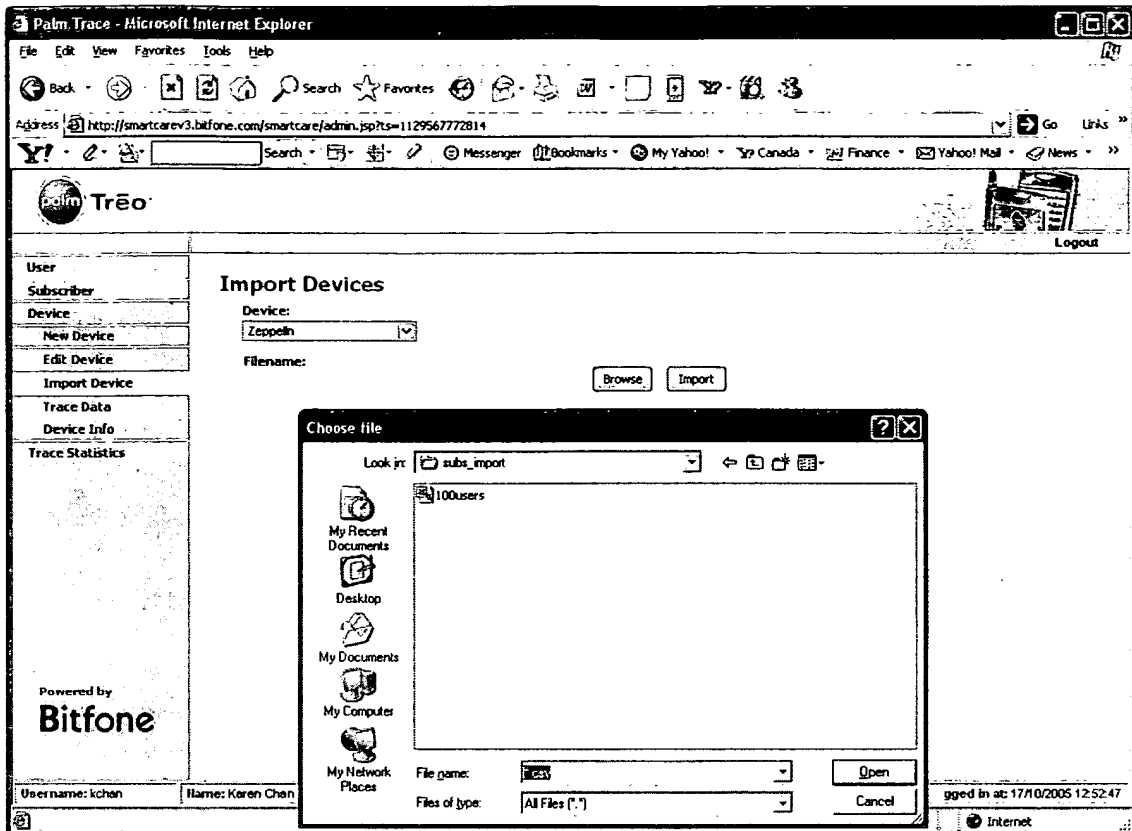 Palm Trace - Microsoft Internet Explorer
File Edit View Favorites Tools Help
Back Search Favorites
Address http://smartcarev3.bitfone.com/smartcare/admin.jsp?ts=1129567772814 Go Links »
Y! Search Messenger Bookmarks My Yahoo! Canada Finance Yahoo! Mail News »
palm Trēo
Logout
User
Subscriber
Device
New Device
Edit Device
Import Device
Trace Data
Device Info
Trace Statistics
Import Devices
Device:
Zeppelin
Filename:
Browse Import
Choose file
Look in: subs_import
100users
My Recent Documents
Desktop
My Documents
My Computer
My Network Places
File name: *.csv Open
Files of type: All Files (*.*) Cancel
Powered by
Bitfone
Username: kchan Name: Karen Chan gged in at: 17/10/2005 12:52:47
Internet